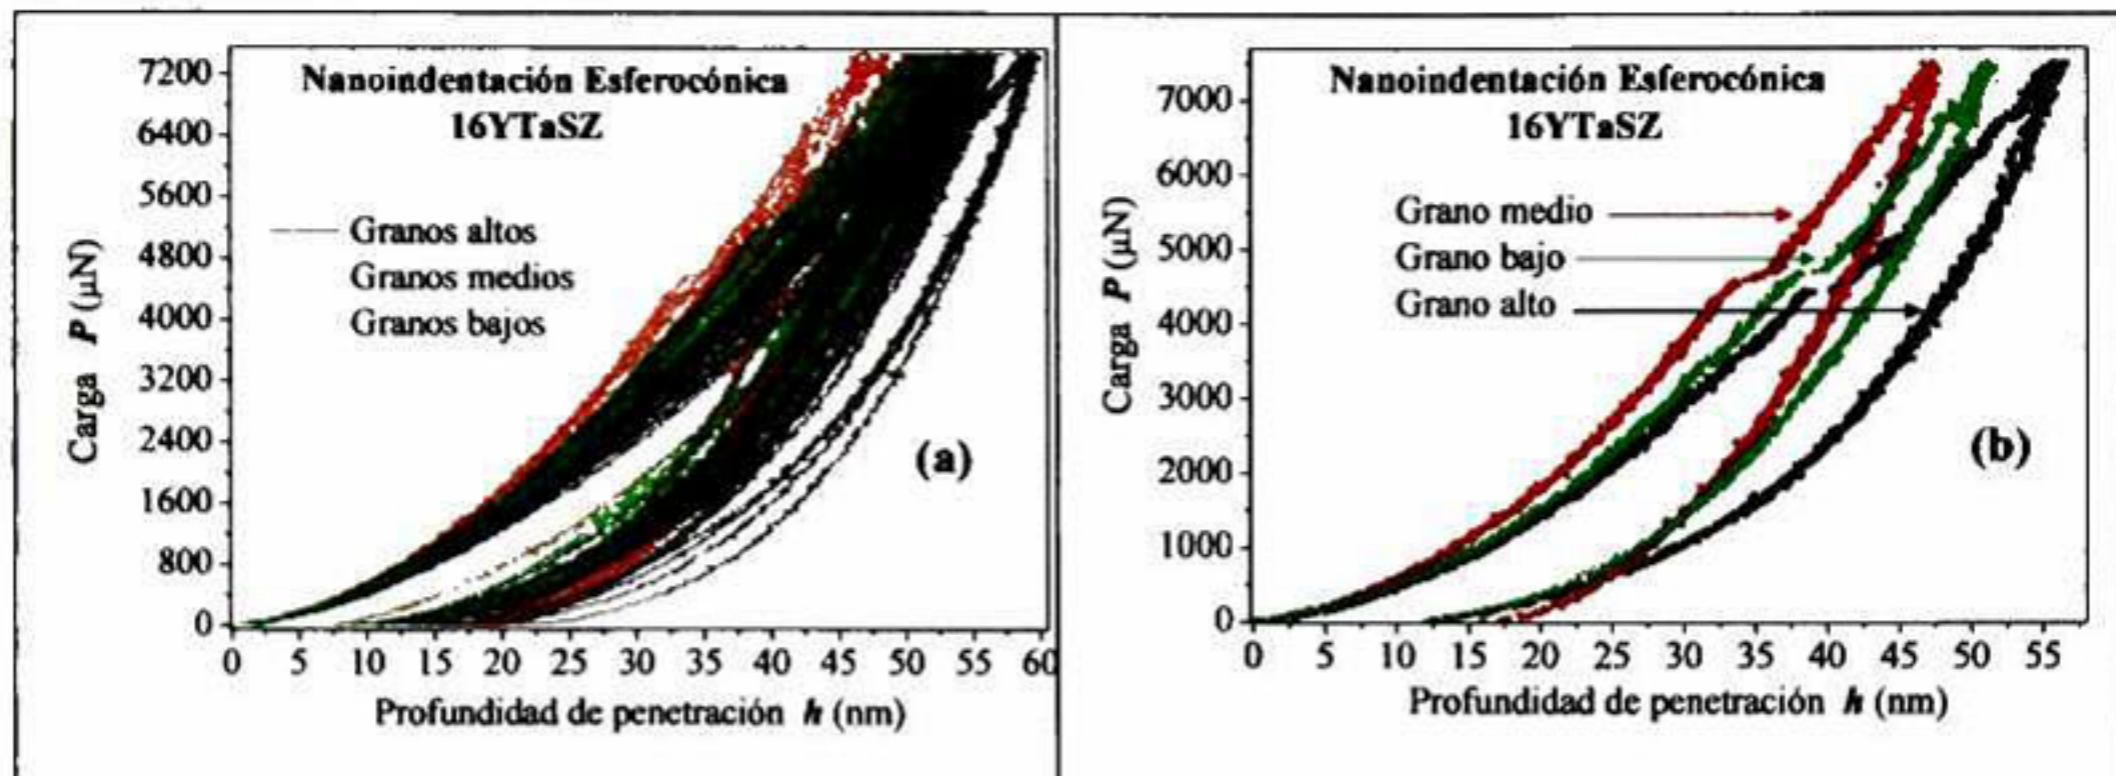 Nanoindentación Esferocónica
16YTaSZ
Granos altos
Granos medios
Granos bajos
(a)
Carga P (µN)
7200
6400
5600
4800
4000
3200
2400
1600
800
0
0 5 10 15 20 25 30 35 40 45 50 55 60
Profundidad de penetración h (nm)
Nanoindentación Esferocónica
16YTaSZ
Grano medio
Grano bajo
Grano alto
(b)
Carga P (µN)
7000
6000
5000
4000
3000
2000
1000
0
0 5 10 15 20 25 30 35 40 45 50 55
Profundidad de penetración h (nm)